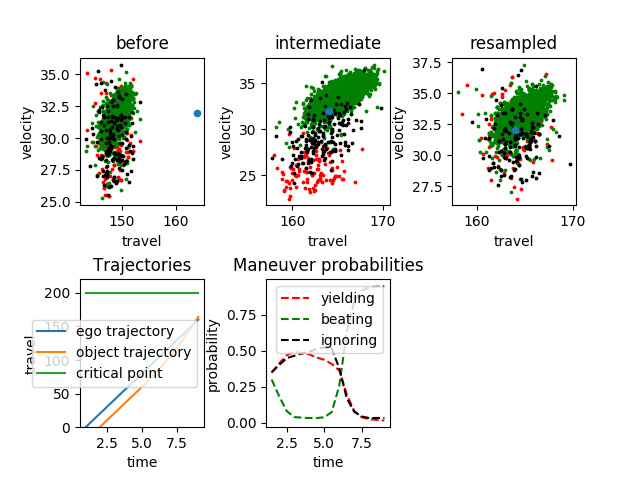 before
intermediate
resampled
velocity
35.0
32.5
30.0
27.5
25.0
150
160
travel
velocity
35
30
25
160
170
travel
velocity
37.5
35.0
32.5
30.0
27.5
160
170
travel
Trajectories
Maneuver probabilities
travel
200
150
100
50
0
ego trajectory
object trajectory
critical point
2.5
5.0
7.5
time
probability
0.75
0.50
0.25
0.00
yielding
beating
ignoring
2.5
5.0
7.5
time